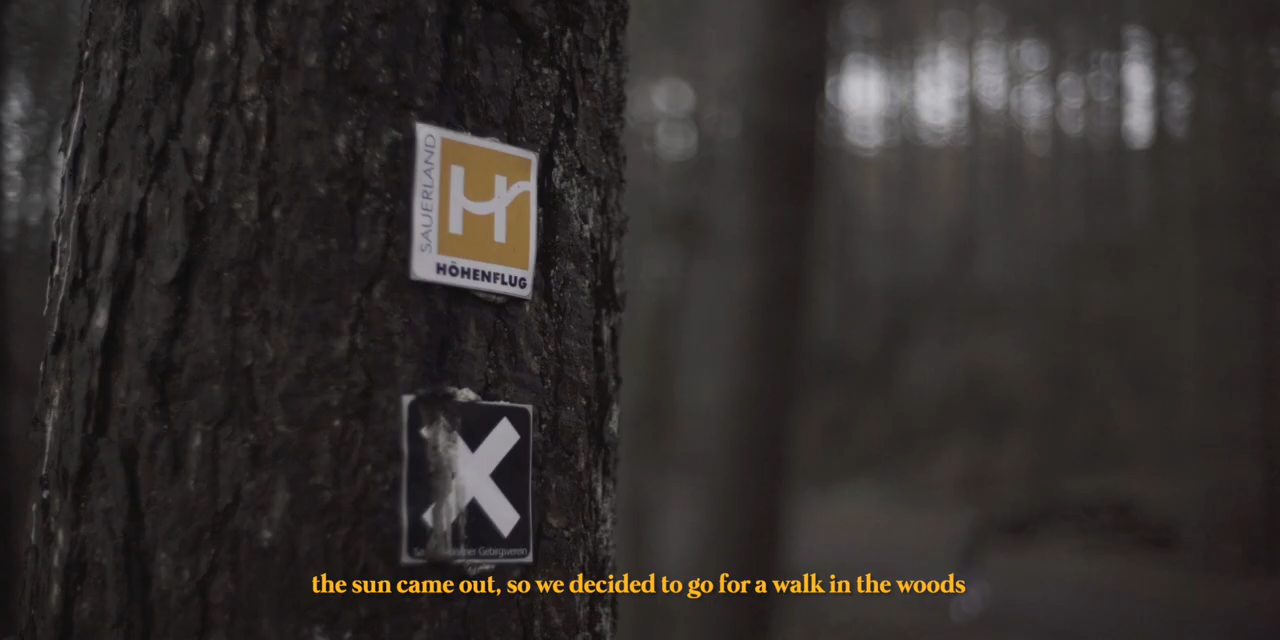 SAUERLAND
H
HÖHENFLUG
X
Gebirgsverein
the sun came out, so we decided to go for a walk in the woods